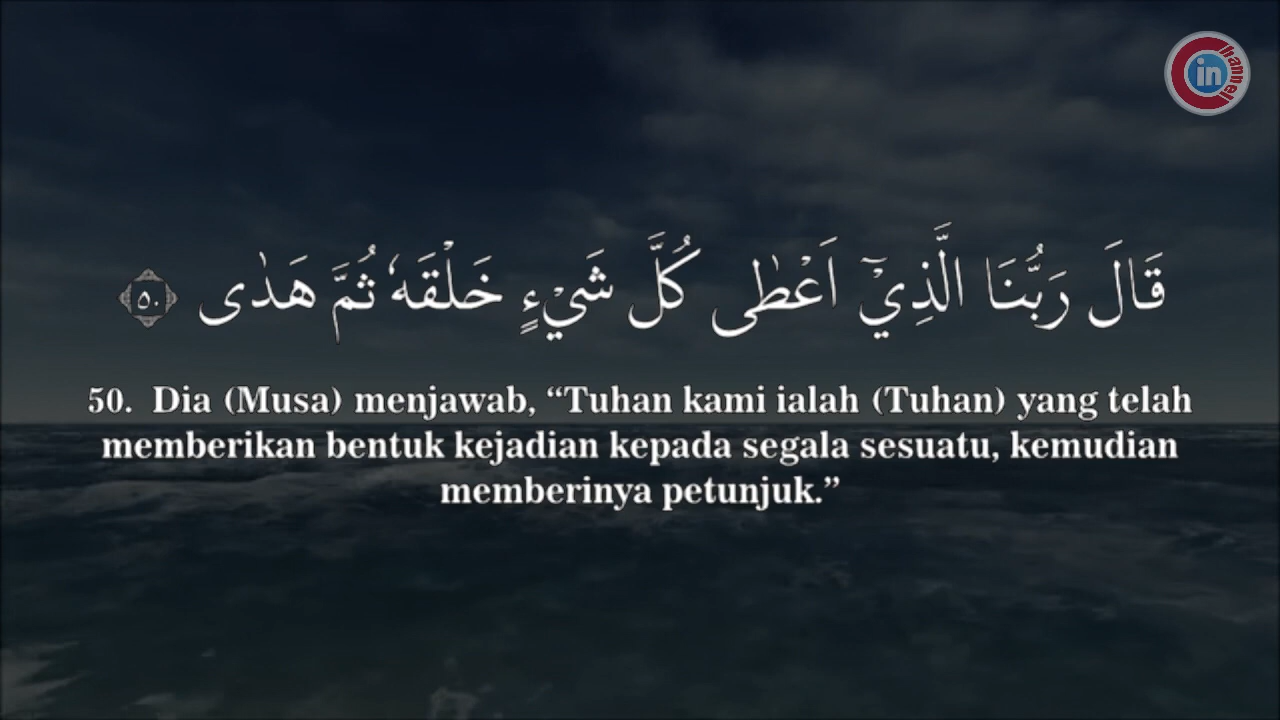 in
Channel
قَالَ رَبُّنَا الَّذِيْٓ اَعْطٰى كُلَّ شَيْءٍ خَلْقَهٗ ثُمَّ هَدٰى ٥٠
50. Dia (Musa) menjawab, “Tuhan kami ialah (Tuhan) yang telah
memberikan bentuk kejadian kepada segala sesuatu, kemudian
memberinya petunjuk.”